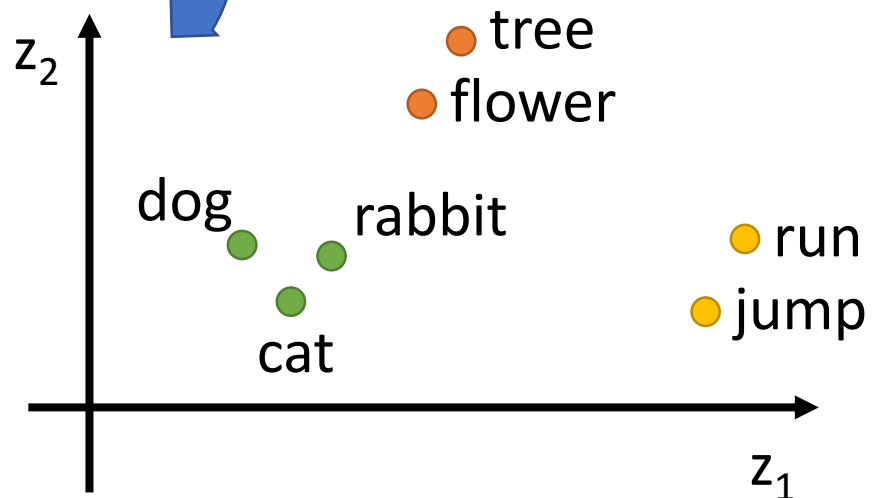 tree
z₂
flower
dog
rabbit
run
jump
cat
z₁